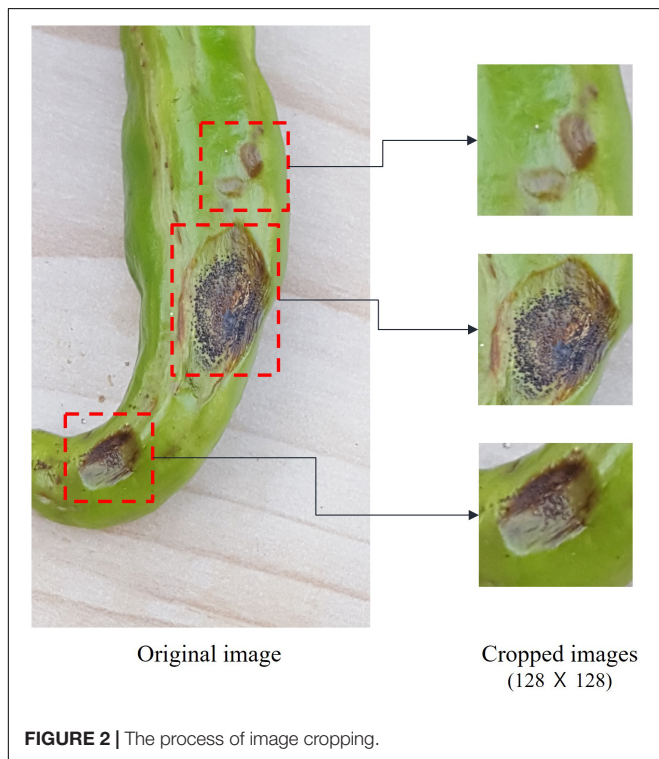 Original image
Cropped images
(128 X 128)
FIGURE 2 | The process of image cropping.